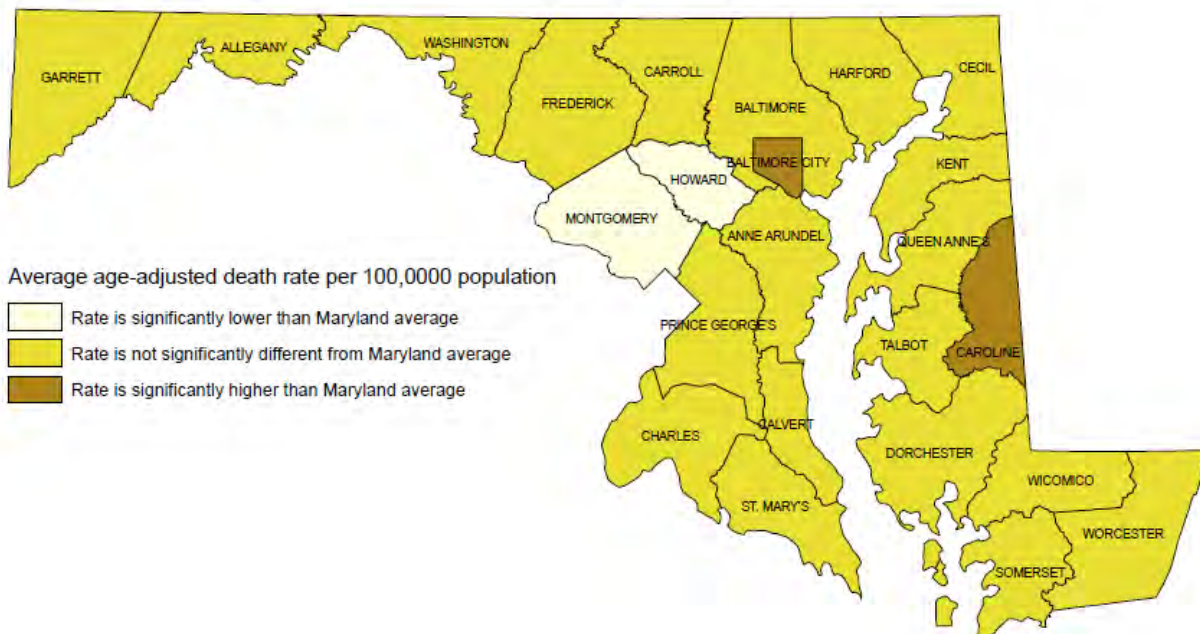 GARRETT
ALLEGANY
WASHINGTON
FREDERICK
CARROLL
BALTIMORE
HARFORD
CECIL
BALTIMORE CITY
KENT
HOWARD
MONTGOMERY
ANNE ARUNDEL
QUEEN ANNE'S
Average age-adjusted death rate per 100,0000 population
Rate is significantly lower than Maryland average
Rate is not significantly different from Maryland average
Rate is significantly higher than Maryland average
PRINCE GEORGE'S
TALBOT
CAROLINE
CHARLES
CALVERT
ST. MARY'S
DORCHESTER
WICOMICO
WORCESTER
SOMERSET